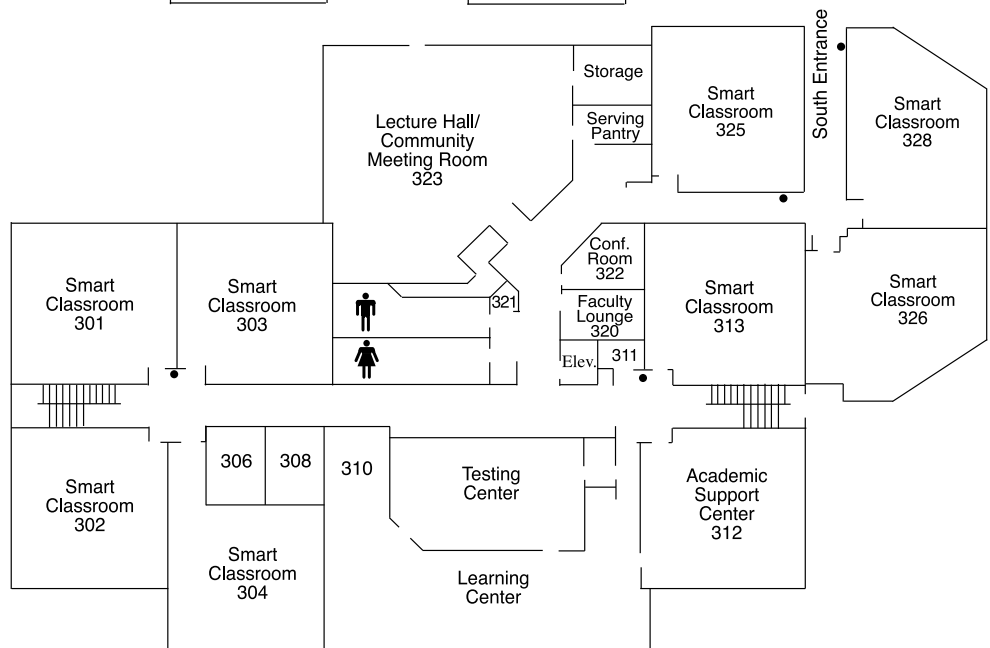 Storage
Serving
Pantry
Smart
Classroom
325
South Entrance
Smart
Classroom
328
Lecture Hall/
Community
Meeting Room
323
Conf.
Room
322
Smart
Classroom
301
Smart
Classroom
303
321
Faculty
Lounge
320
Smart
Classroom
313
Smart
Classroom
326
Elev.
311
306
308
310
Testing
Center
Academic
Support
Center
312
Smart
Classroom
302
Smart
Classroom
304
Learning
Center